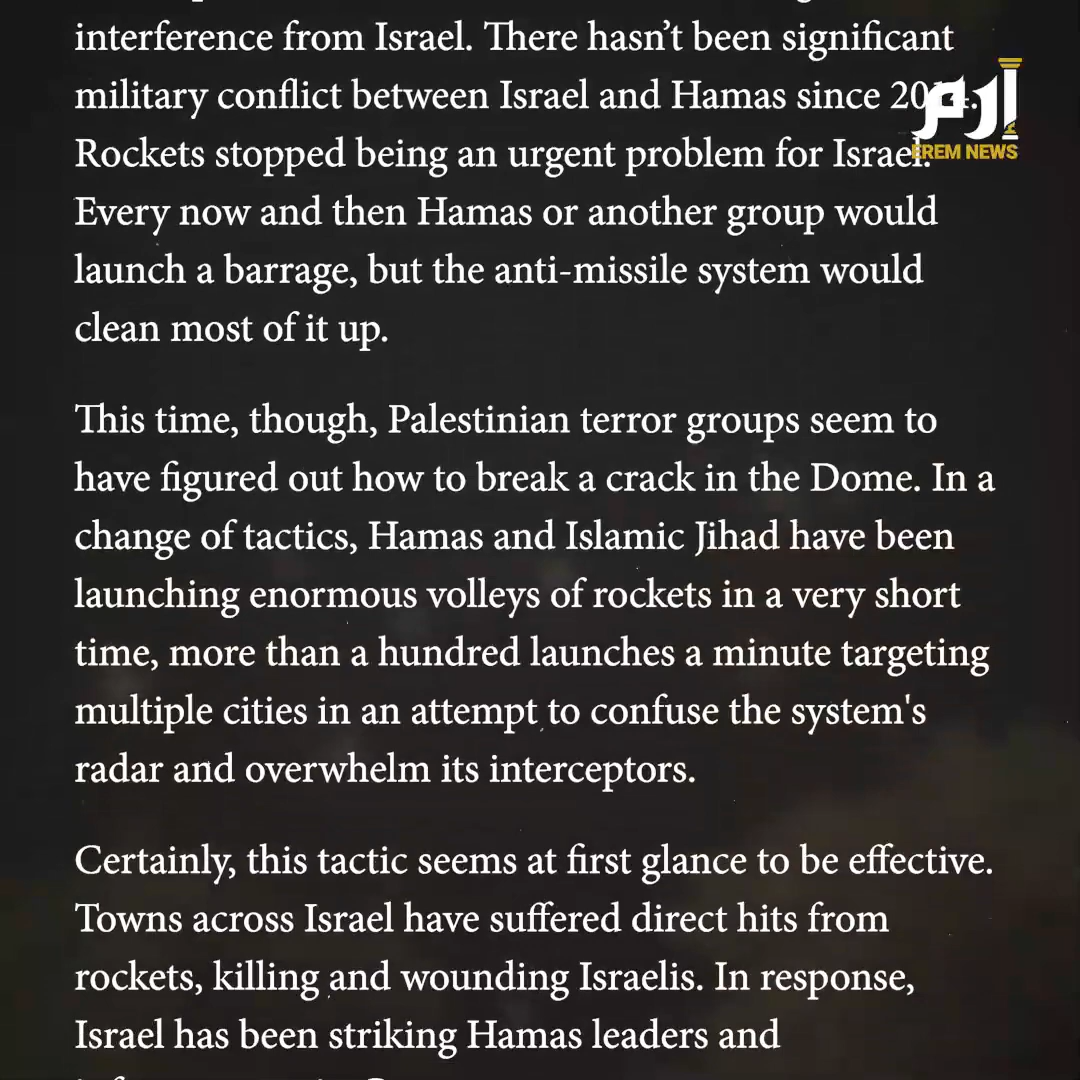 interference from Israel. There hasn’t been significant
military conflict between Israel and Hamas since
Rockets stopped being an urgent problem for Israel.
Every now and then Hamas or another group would
launch a barrage, but the anti-missile system would
clean most of it up.
This time, though, Palestinian terror groups seem to
have figured out how to break a crack in the Dome. In a
change of tactics, Hamas and Islamic Jihad have been
launching enormous volleys of rockets in a very short
time, more than a hundred launches a minute targeting
multiple cities in an attempt to confuse the system's
radar and overwhelm its interceptors.
Certainly, this tactic seems at first glance to be effective.
Towns across Israel have suffered direct hits from
rockets, killing and wounding Israelis. In response,
Israel has been striking Hamas leaders and
إرم
EREM NEWS